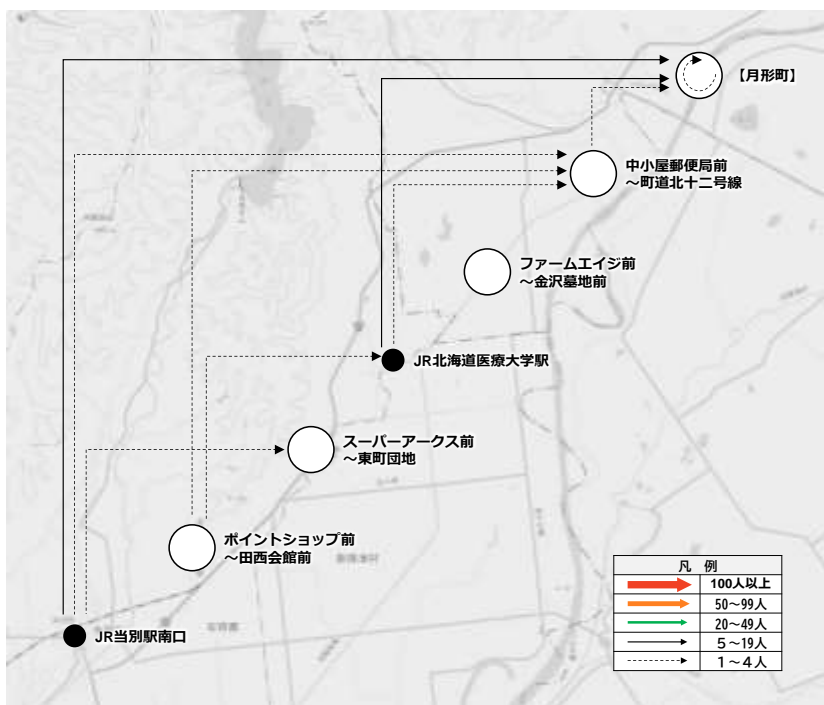 【月形町】
中小屋郵便局前
～町道北十二号線
ファームエイジ前
～金沢墓地前
JR北海道医療大学駅
スーパーアークス前
～東町団地
ポイントショップ前
～田西会館前
JR当別駅南口
凡　例
100人以上
50～99人
20～49人
５～19人
１～４人